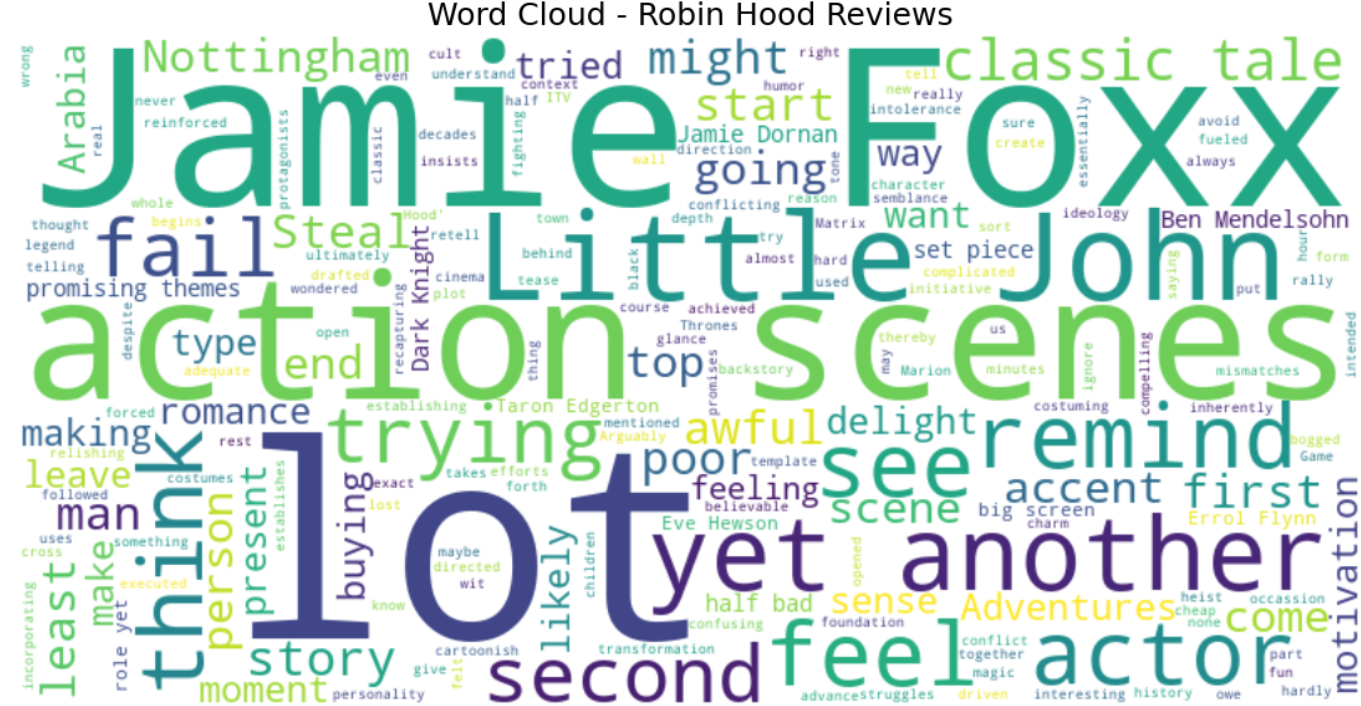 Word Cloud - Robin Hood Reviews
wrong
Arabia
real
Nottingham
never
reinforced
whole
even
cult
understand
tried
context
half
ITV
might
humor
right
classic tale
tell
new
really
intolerance
Jamie Foxx
protagonists
classic
decades
insists
fighting
wall
start
Jamie Dornan
direction
going
tone
way
character
semblance
sure
create
essentially
avoid
fueled
always
conflicting
reason
thought
begins
legend
telling
fail
Steal
Hood'
retell
ultimately
drafted
wondered
promising themes
Dark Knight
cinema
plot
town
behind
tease
black
depth
try
almost
Matrix
hard
used
Little John
want
sort
set piece
complicated
initiative
ideology
Ben Mendelsohn
saying
hour
form
rally
put
action scenes
despite
type
adequate
open
end
recapturing
thing
course
achieved
Thrones
glance
top
promises
backstory
may
thereby
Marion
us
minutes
ignore
compelling
mismatches
intended
making
forced
romance
relishing
rest
establishing
Taron Edgerton
trying
mentioned
Arguably
awful
delight
costuming
inherently
remind
bogged
Game
leave
followed
costumes
think
man
uses
something
cross
executed
person
present
establishes
buying
exact
lost
takes
efforts
forth
poor
template
feeling
believable
see
scene
accent
big screen
charm
first
Errol Flynn
motivation
lot
maybe
directed
wit
know
likely
children
Eve Hewson
yet another
opened
half bad
confusing
foundation
sense
Adventures
heist
cheap
none
occassion
come
incorporating
least
make
role yet
story
moment
personality
give
felt
cartoonish
second
transformation
feel
advance
struggles
driven
conflict
together
magic
actor
interesting
history
part
fun
owe
hardly